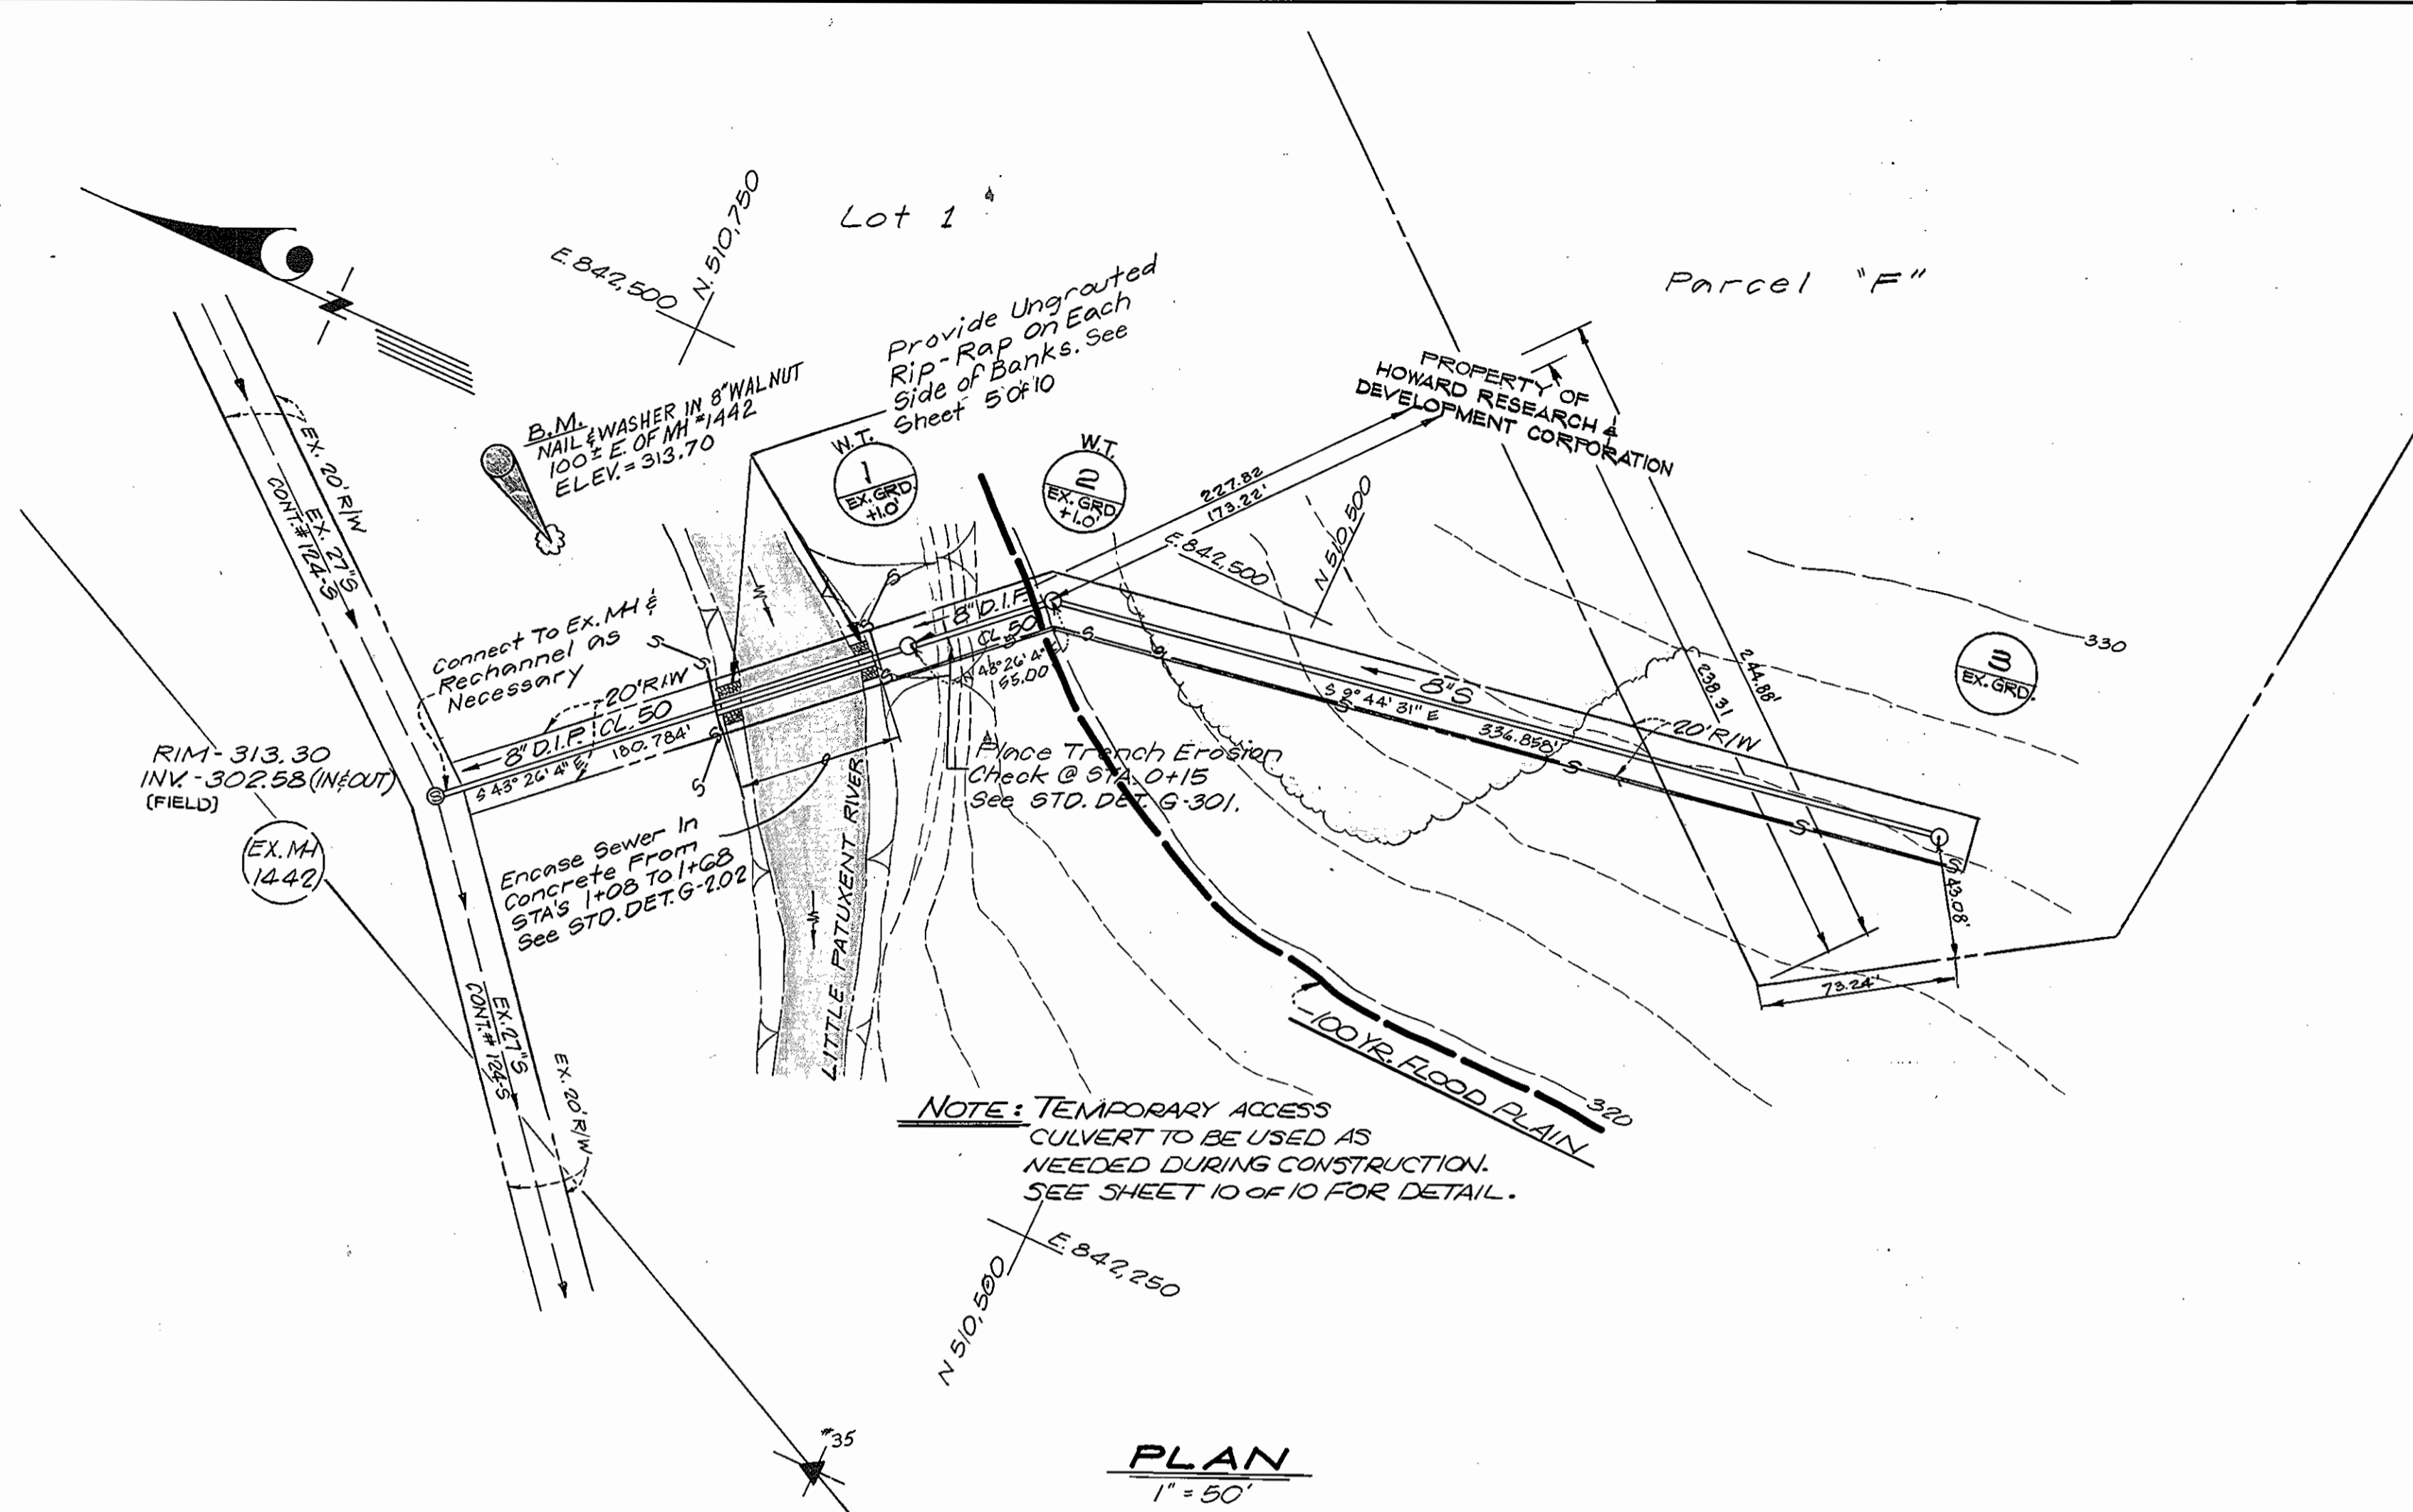 Lot 1
Parcel "F"
E. 842,500
N. 510,750
Provide Ungrouted
Rip-Rap on Each
Side of Banks. See
Sheet 5 of 10
B.M.
NAIL & WASHER IN 8" WALNUT
100± E. OF MH #1442
ELEV. = 313.70
PROPERTY OF
HOWARD RESEARCH &
DEVELOPMENT CORPORATION
W.T.
1
EX. GRD.
+1.0'
W.T.
2
EX. GRD.
+1.0'
3
EX. GRD.
EX. 20' R/W
EX. 27"S
CONT.# 124-S
227.82
173.22'
E. 842,500
N 510,500
330
238.31
244.88'
Connect To Ex. MH &
Rechannel as
Necessary
20' R/W
8" D.I.P. CL. 50
180.784'
S 43° 26' 4" E
8" D.I.P.
CL. 50
43° 26' 4"
55.00'
8"S
S 9° 44' 31" E
336.858'
20' R/W
43.08'
73.24'
S
S
S
S
S
S
S
S
S
S
S
S
S
S
RIM - 313.30
INV. - 302.58 (IN & OUT)
(FIELD)
EX. MH
1442
Place Trench Erosion
Check @ STA. 0+15
See STD. DET. G-301.
Encase Sewer In
Concrete From
STA'S 1+08 To 1+68
See STD. DET. G-202
LITTLE PATUXENT RIVER
EX. 27"S
CONT.# 124-S
EX. 20' R/W
100 YR. FLOOD PLAIN
320
NOTE: TEMPORARY ACCESS
CULVERT TO BE USED AS
NEEDED DURING CONSTRUCTION.
SEE SHEET 10 OF 10 FOR DETAIL.
E. 842,250
N 510,500
#35
PLAN
1" = 50'